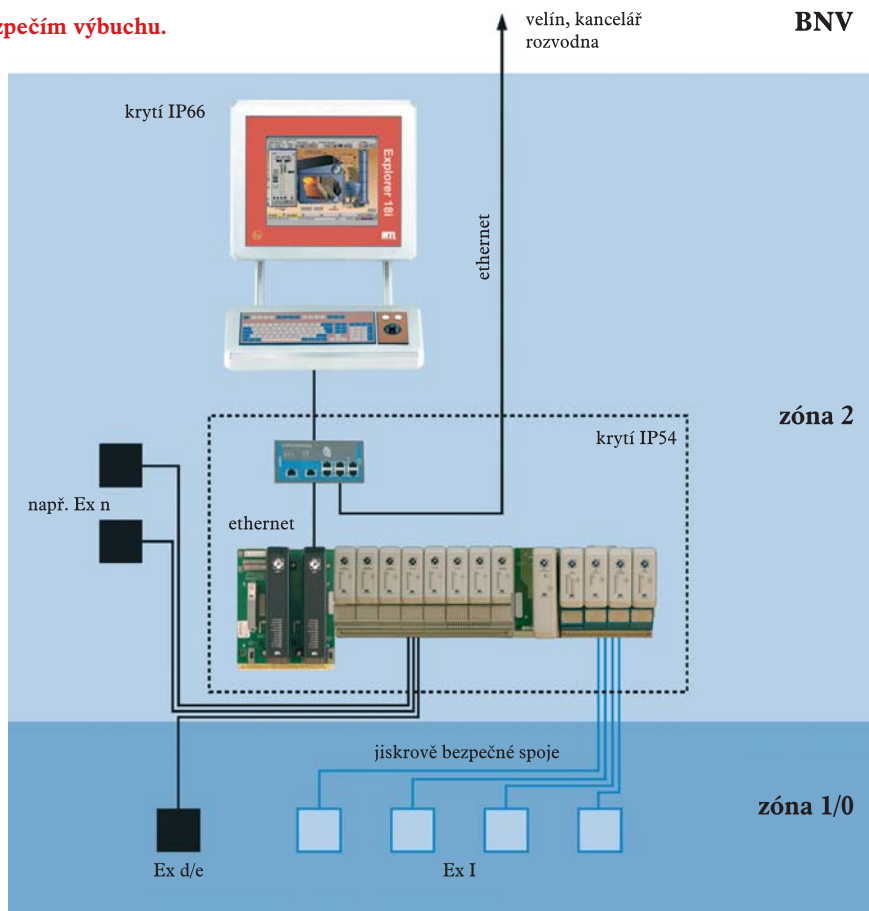 zpečím výbuchu.
velín, kancelář
rozvodna
BNV
krytí IP66
Explorer 18i
MTL
ethernet
zóna 2
krytí IP54
např. Ex n
ethernet
jiskrově bezpečné spoje
zóna 1/0
Ex d/e
Ex I